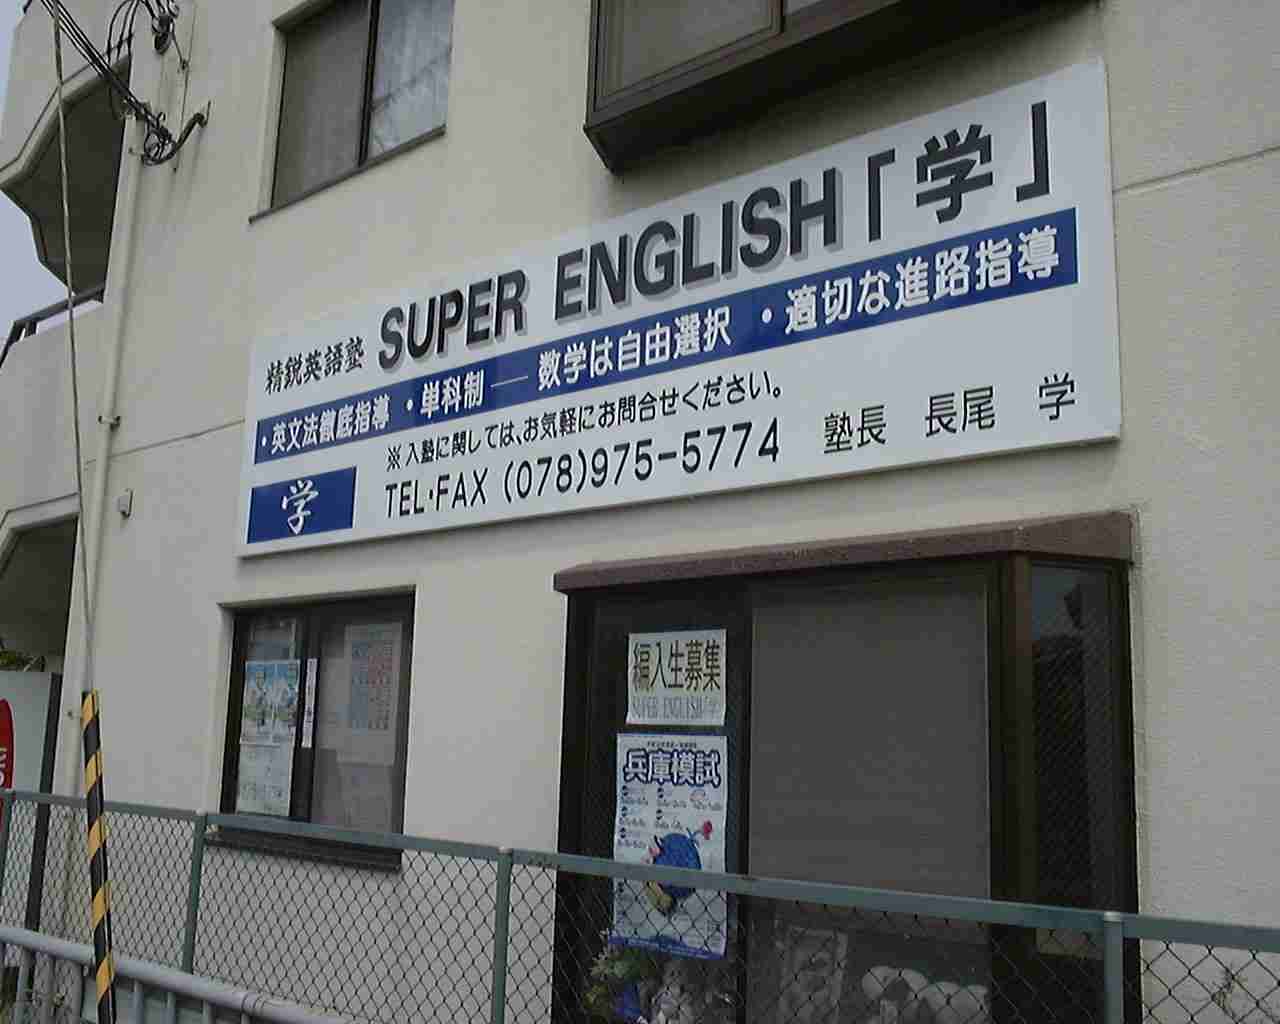 精鋭英語塾 SUPER ENGLISH「学」
・英文法徹底指導 ・単科制 ── 数学は自由選択 ・適切な進路指導
※入塾に関しては、お気軽にお問合せください。
学 TEL・FAX (078)975-5774 塾長 長尾 学
編入生募集
SUPER ENGLISH「学」
兵庫模試